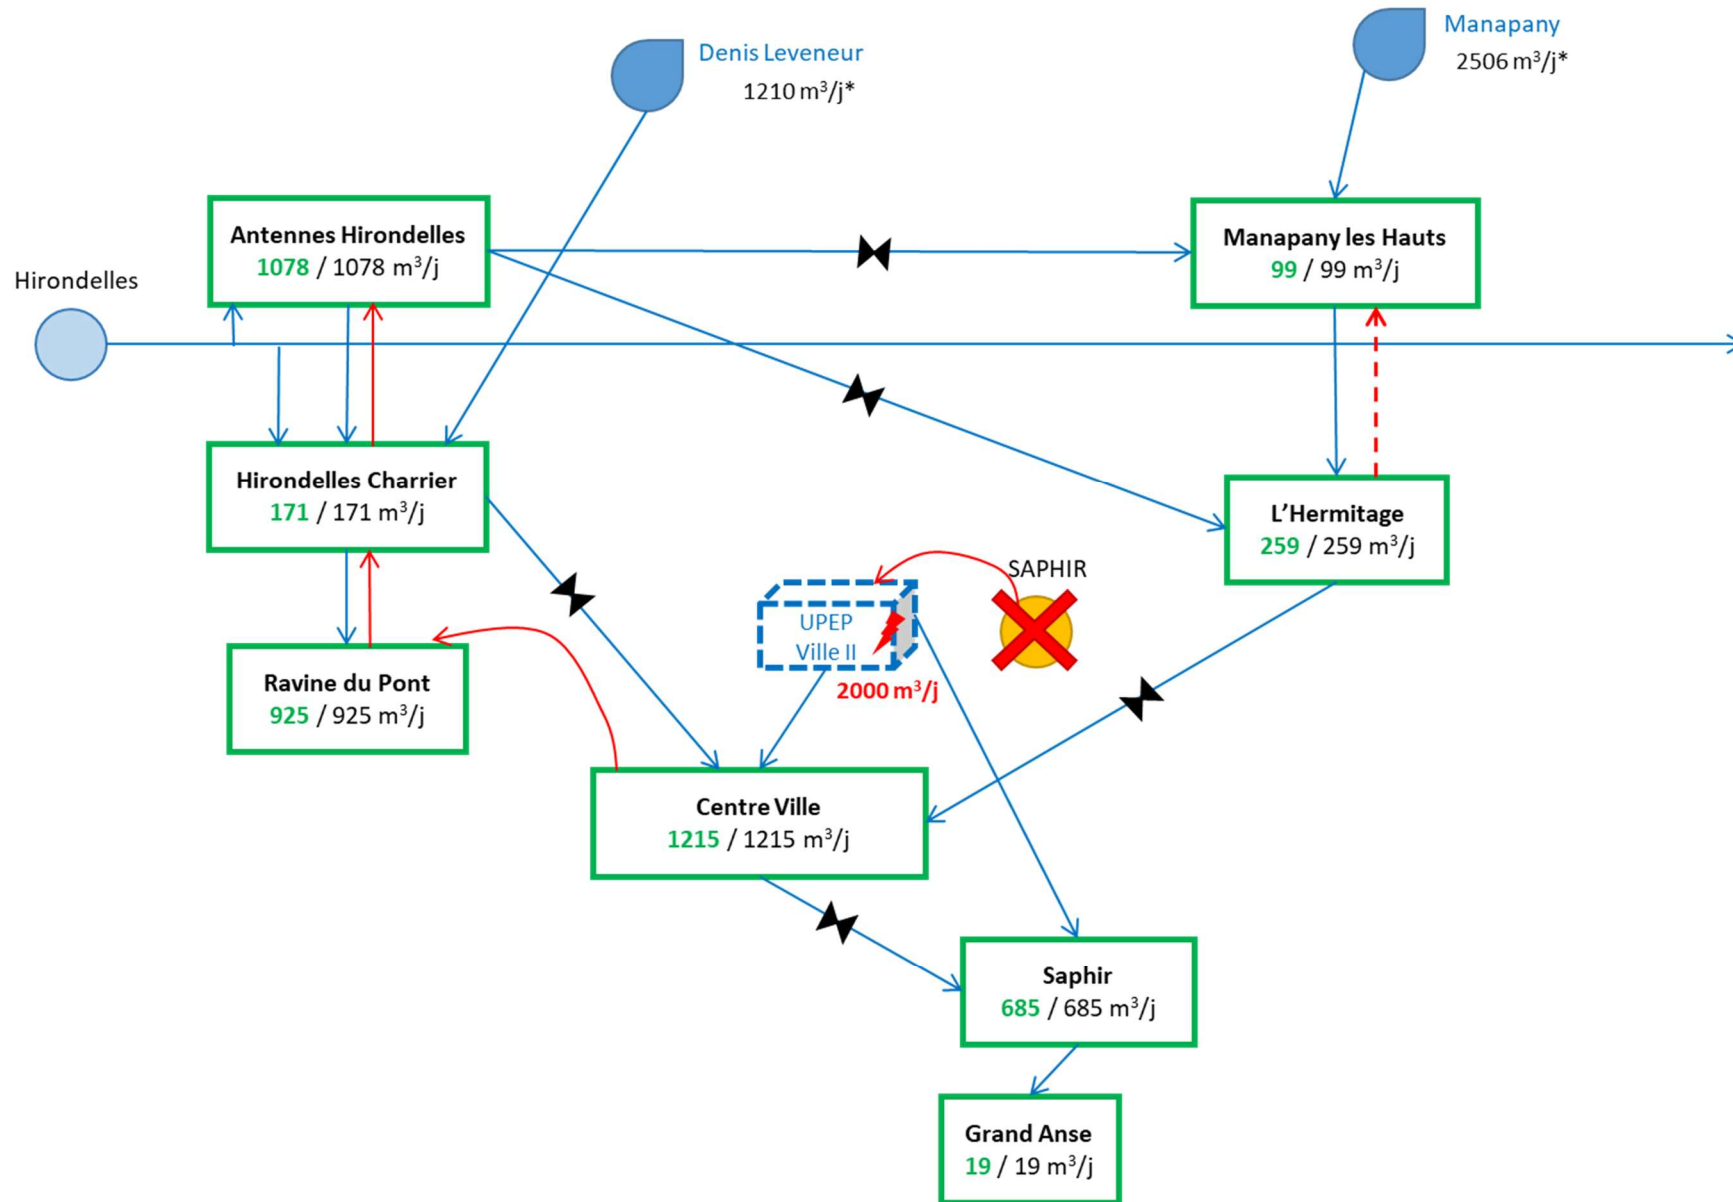 Denis Leveneur
1210 m³/j*
Manapany
2506 m³/j*
Antennes Hirondelles
1078 / 1078 m³/j
Manapany les Hauts
99 / 99 m³/j
Hirondelles
Hirondelles Charrier
171 / 171 m³/j
L’Hermitage
259 / 259 m³/j
SAPHIR
UPEP
Ville II
2000 m³/j
Ravine du Pont
925 / 925 m³/j
Centre Ville
1215 / 1215 m³/j
Saphir
685 / 685 m³/j
Grand Anse
19 / 19 m³/j